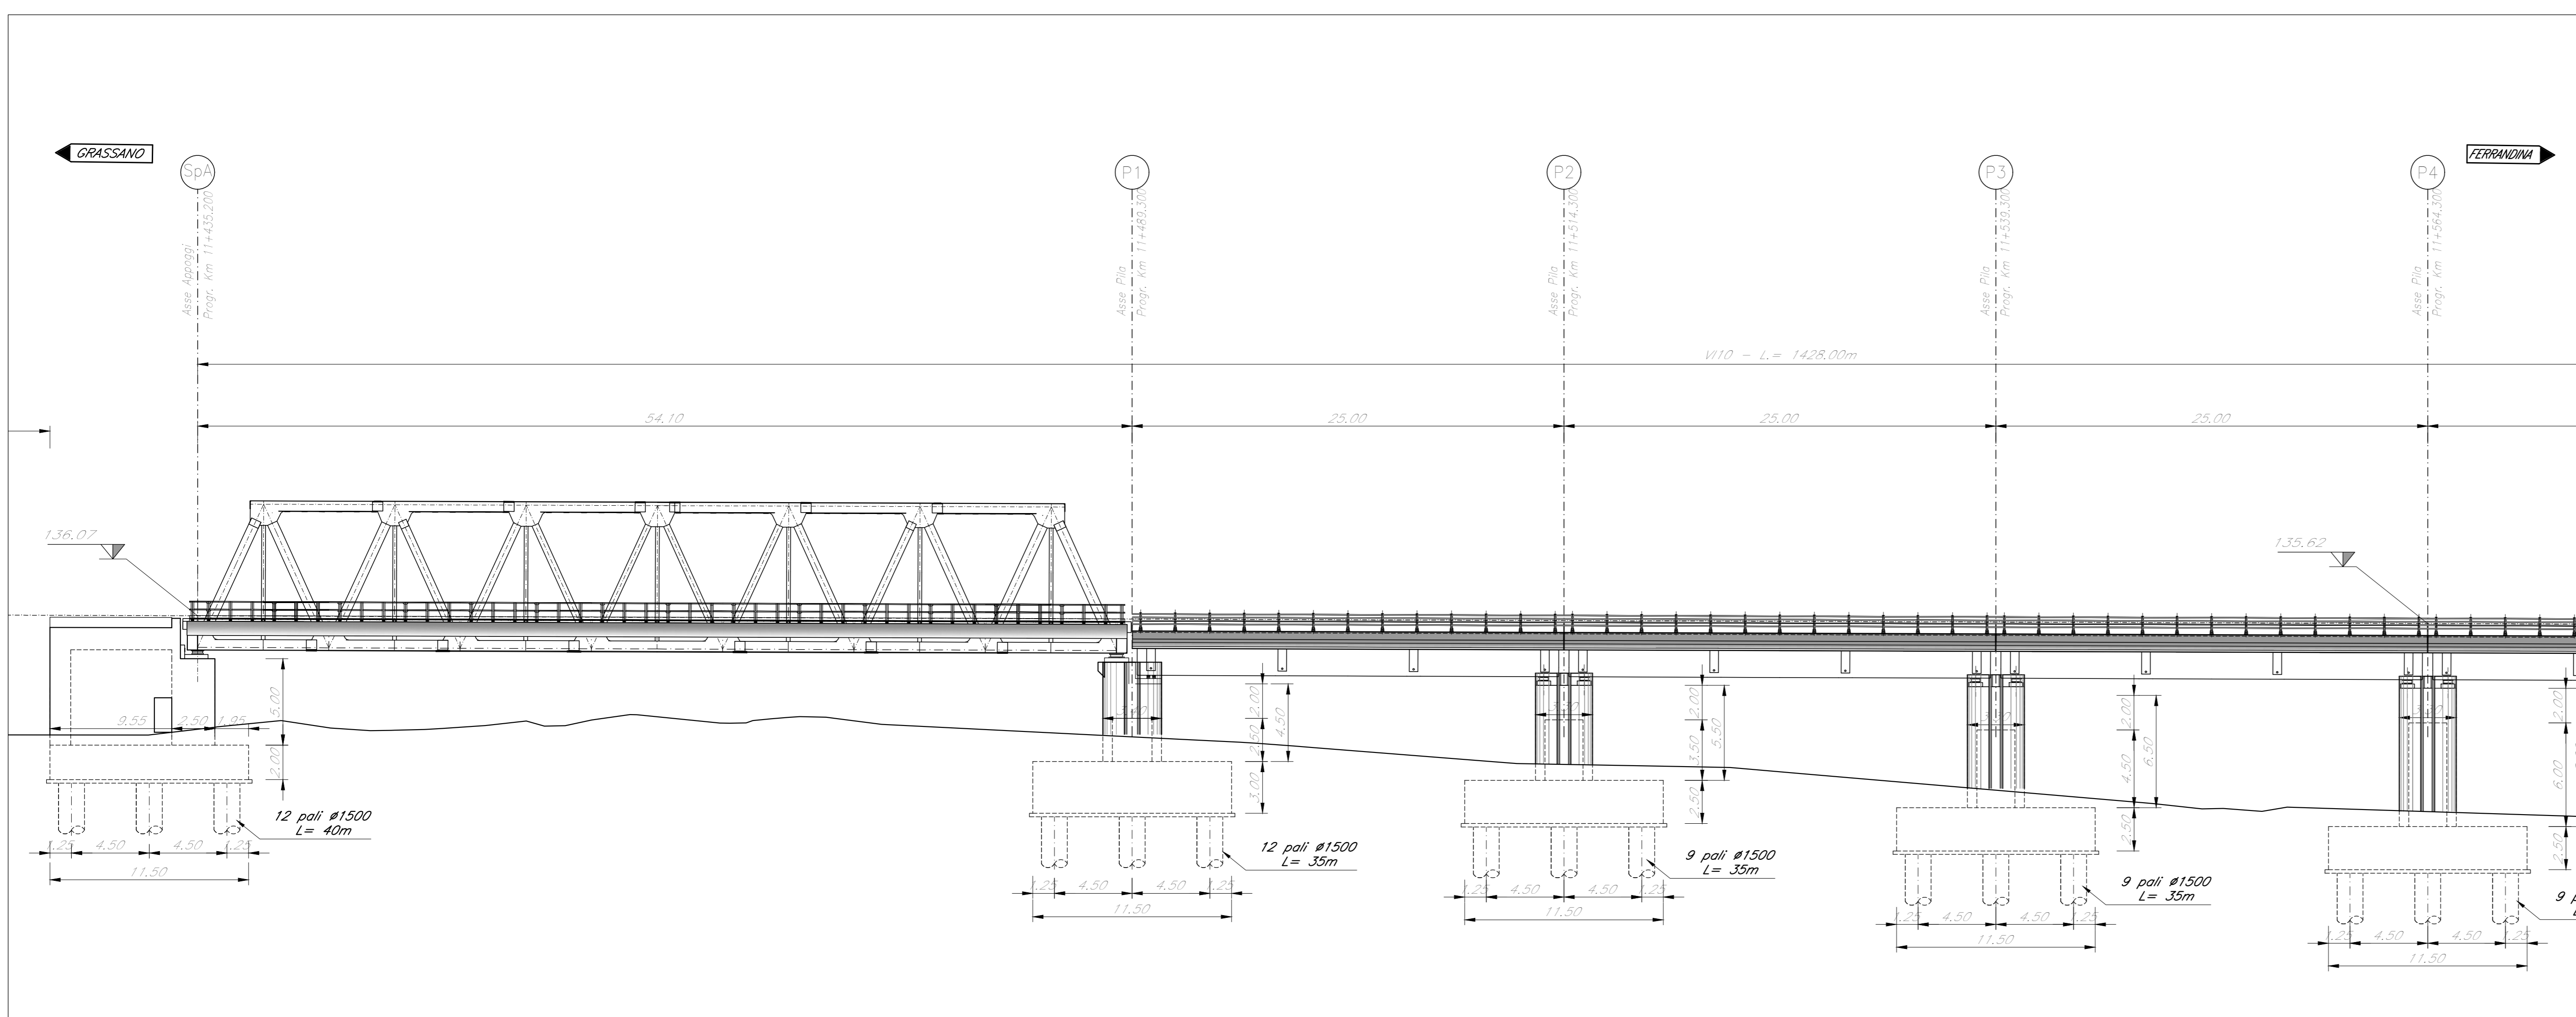 GRASSANO
FERRANDINA
SpA
P1
P2
P3
P4
Asse Appoggi
Progr. Km 11+435.200
Asse Pila
Progr. Km 11+489.300
Asse Pila
Progr. Km 11+514.300
Asse Pila
Progr. Km 11+539.300
Asse Pila
Progr. Km 11+564.300
VI10 - L.= 1428.00m
54.10
25.00
25.00
25.00
136.07
135.62
9.55
2.50
1.95
5.00
2.00
12 pali ø1500
L= 40m
1.25
4.50
4.50
1.25
11.50
2.00
2.50
4.50
3.00
12 pali ø1500
L= 35m
1.25
4.50
4.50
1.25
11.50
2.00
3.50
5.50
2.50
9 pali ø1500
L= 35m
1.25
4.50
4.50
1.25
11.50
2.00
4.50
6.50
2.50
9 pali ø1500
L= 35m
1.25
4.50
4.50
1.25
11.50
2.00
6.00
2.50
9
1.25
4.50
4.50
1.25
11.50